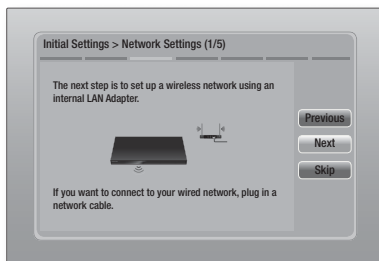 Initial Settings > Network Settings (1/5)
The next step is to set up a wireless network using an
internal LAN Adapter.
Previous
Next
Skip
If you want to connect to your wired network, plug in a
network cable.